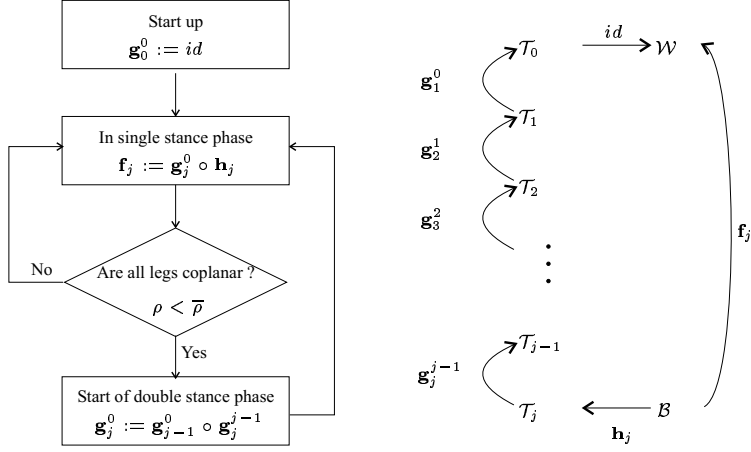 Start up
g_0^0 := id
In single stance phase
f_j := g_j^0 ∘ h_j
No
Are all legs coplanar ?
ρ < ρ̅
Yes
Start of double stance phase
g_j^0 := g_{j−1}^0 ∘ g_j^{j−1}
T_0
id
W
g_1^0
T_1
g_2^1
T_2
g_3^2
f_j
T_{j−1}
g_j^{j−1}
T_j
B
h_j